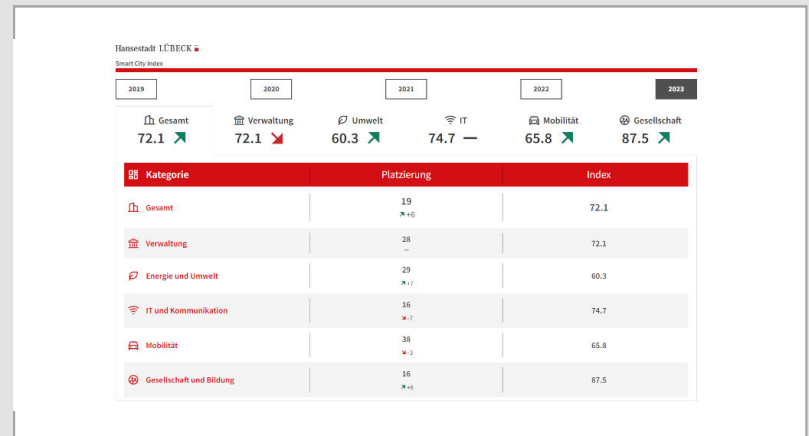 Hansestadt LÜBECK
Smart City Index
2019 2020 2021 2022 2023
Gesamt Verwaltung Umwelt IT Mobilität Gesellschaft
72.1 72.1 60.3 74.7 — 65.8 87.5
Kategorie Platzierung Index
Gesamt 19 72.1
+6
Verwaltung 28 72.1
—
Energie und Umwelt 29 60.3
IT und Kommunikation 16 74.7
-2
Mobilität 38 65.8
-3
Gesellschaft und Bildung 16 87.5